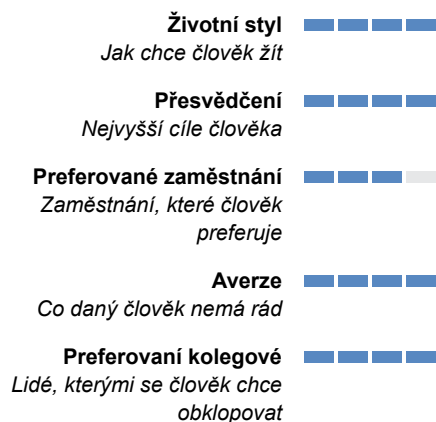 Životní styl
Jak chce člověk žít
Přesvědčení
Nejvyšší cíle člověka
Preferované zaměstnání
Zaměstnání, které člověk
preferuje
Averze
Co daný člověk nemá rád
Preferovaní kolegové
Lidé, kterými se člověk chce
obklopovat